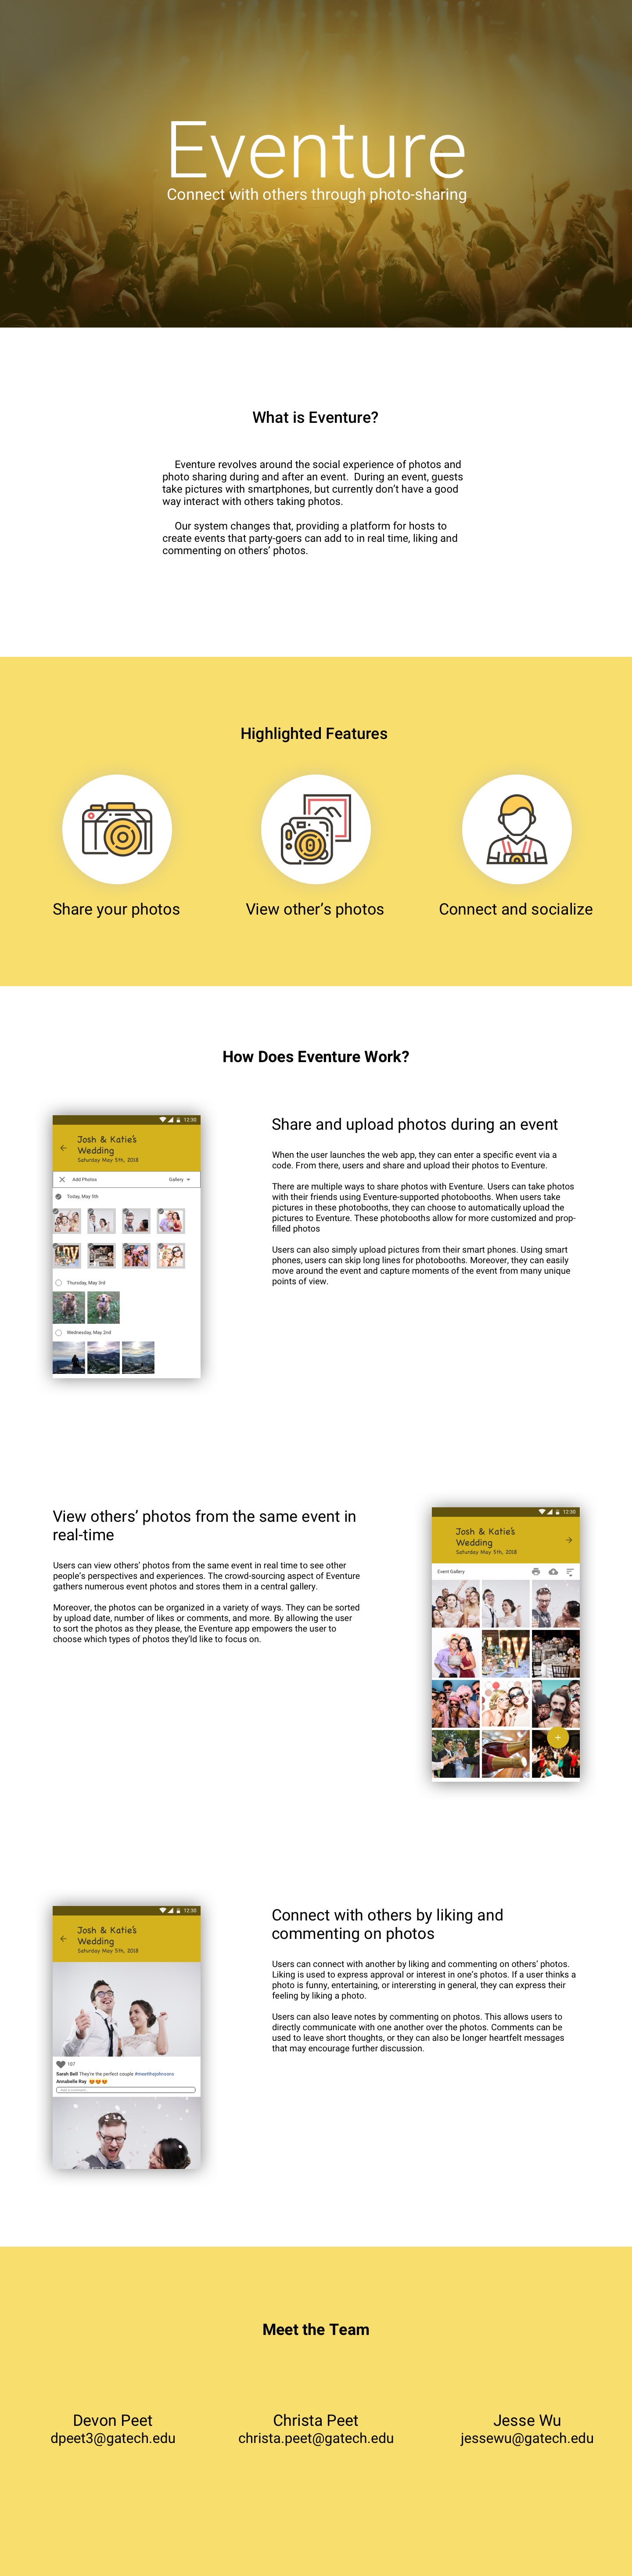 Eventure
Connect with others through photo-sharing
What is Eventure?
Eventure revolves around the social experience of photos and
photo sharing during and after an event.  During an event, guests
take pictures with smartphones, but currently don't have a good
way interact with others taking photos.
Our system changes that, providing a platform for hosts to
create events that party-goers can add to in real time, liking and
commenting on others' photos.
Highlighted Features
Share your photos
View other's photos
Connect and socialize
How Does Eventure Work?
12:30
Josh & Katie's
Wedding
Saturday May 5th, 2018
Add Photos
Gallery
Today, May 5th
Thursday, May 3rd
Wednesday, May 2nd
Share and upload photos during an event
When the user launches the web app, they can enter a specific event via a
code. From there, users and share and upload their photos to Eventure.
There are multiple ways to share photos with Eventure. Users can take photos
with their friends using Eventure-supported photobooths. When users take
pictures in these photobooths, they can choose to automatically upload the
pictures to Eventure. These photobooths allow for more customized and prop-
filled photos
Users can also simply upload pictures from their smart phones. Using smart
phones, users can skip long lines for photobooths. Moreover, they can easily
move around the event and capture moments of the event from many unique
points of view.
View others' photos from the same event in
real-time
Users can view others' photos from the same event in real time to see other
people's perspectives and experiences. The crowd-sourcing aspect of Eventure
gathers numerous event photos and stores them in a central gallery.
Moreover, the photos can be organized in a variety of ways. They can be sorted
by upload date, number of likes or comments, and more. By allowing the user
to sort the photos as they please, the Eventure app empowers the user to
choose which types of photos they'ld like to focus on.
12:30
Josh & Katie's
Wedding
Saturday May 5th, 2018
Event Gallery
12:30
Josh & Katie's
Wedding
Saturday May 5th, 2018
107
Sarah Bell They're the perfect couple #meetthejohnsons
Annabelle Ray 😍😍😍
Add a comment
Connect with others by liking and
commenting on photos
Users can connect with another by liking and commenting on others' photos.
Liking is used to express approval or interest in one's photos. If a user thinks a
photo is funny, entertaining, or interersting in general, they can express their
feeling by liking a photo.
Users can also leave notes by commenting on photos. This allows users to
directly communicate with one another over the photos. Comments can be
used to leave short thoughts, or they can also be longer heartfelt messages
that may encourage further discussion.
Meet the Team
Devon Peet
dpeet3@gatech.edu
Christa Peet
christa.peet@gatech.edu
Jesse Wu
jessewu@gatech.edu